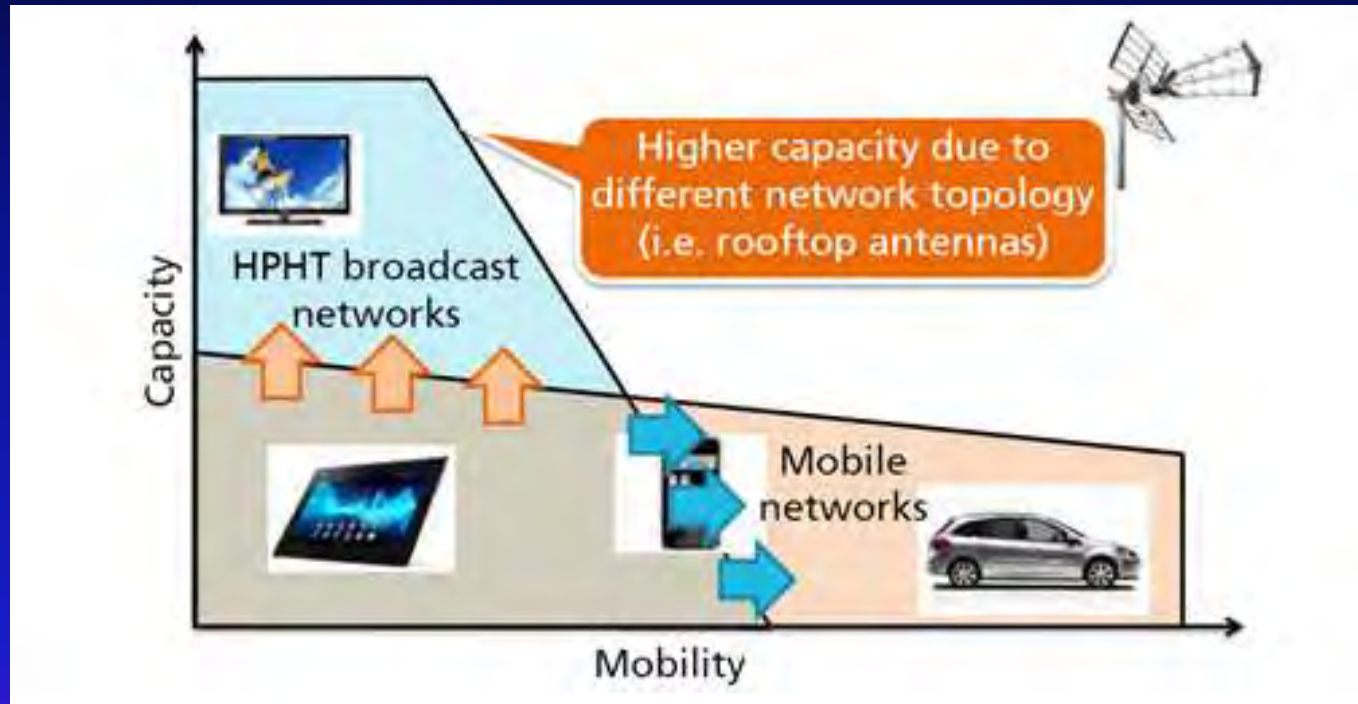 Higher capacity due to
different network topology
(i.e. rooftop antennas)
HPHT broadcast
networks
Capacity
Mobile
networks
Mobility